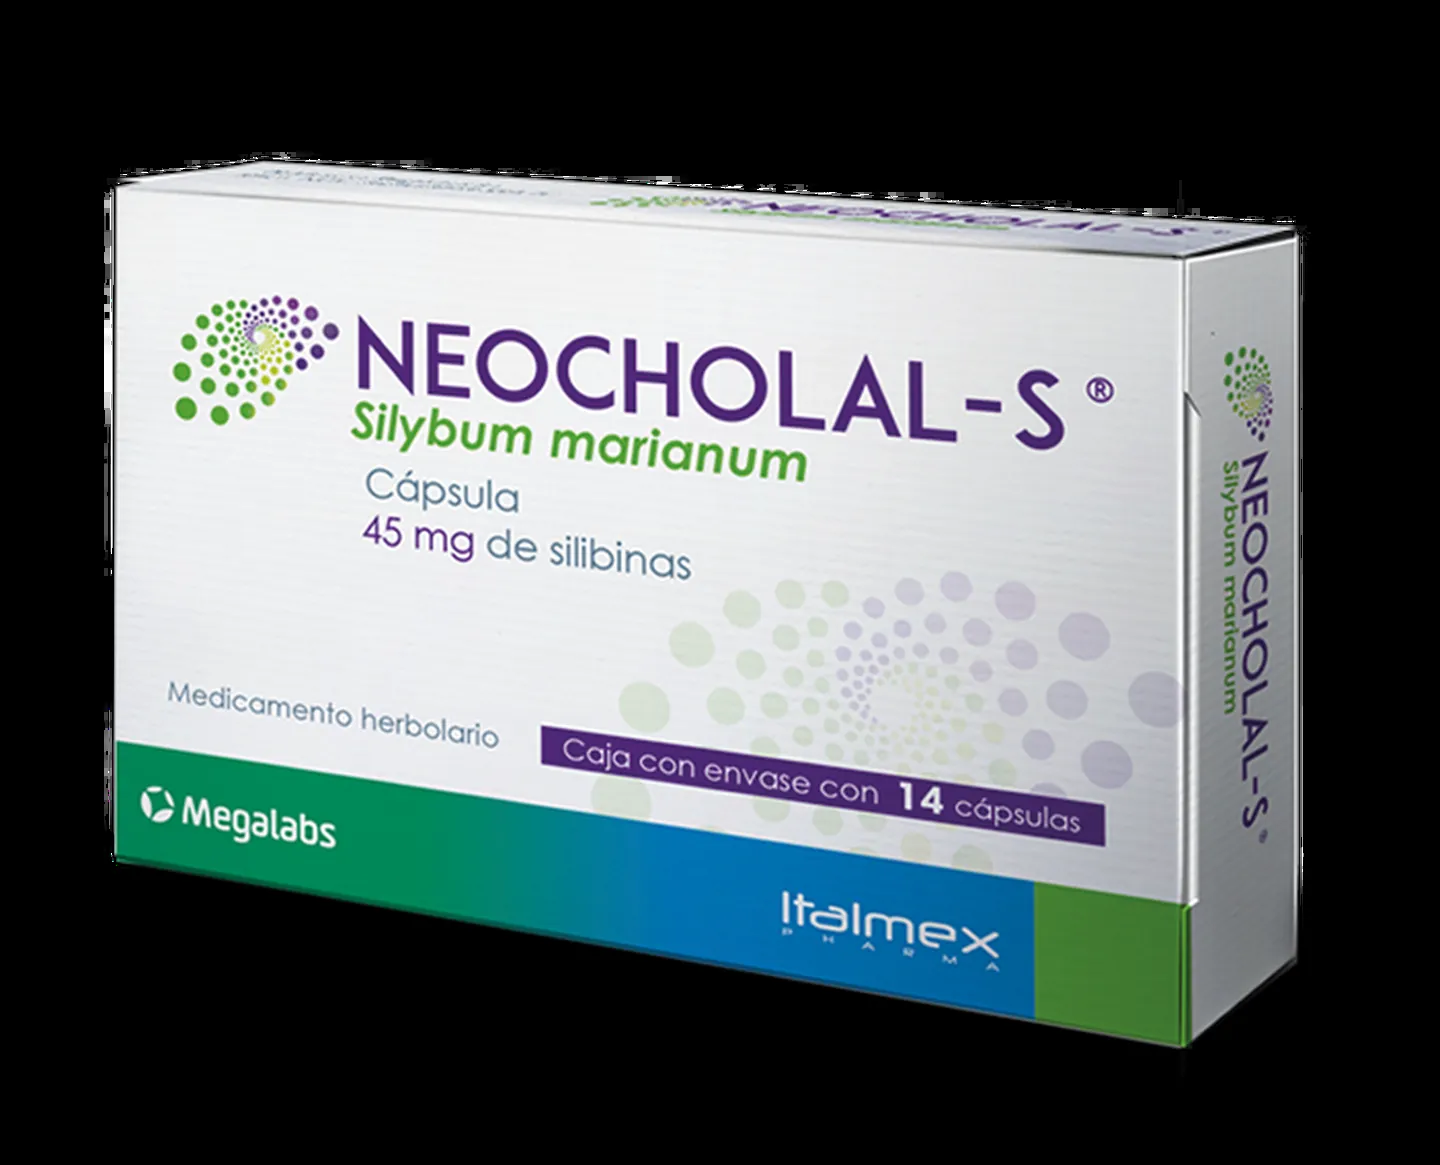 NEOCHOLAL-S ®
NEOCHOLAL-S ®
Silybum marianum
Cápsula
45 mg de silibinas
Medicamento herbolario
Caja con envase con 14 cápsulas
Megalabs
Italmex
PHARMA
NEOCHOLAL-S ®
Silybum marianum